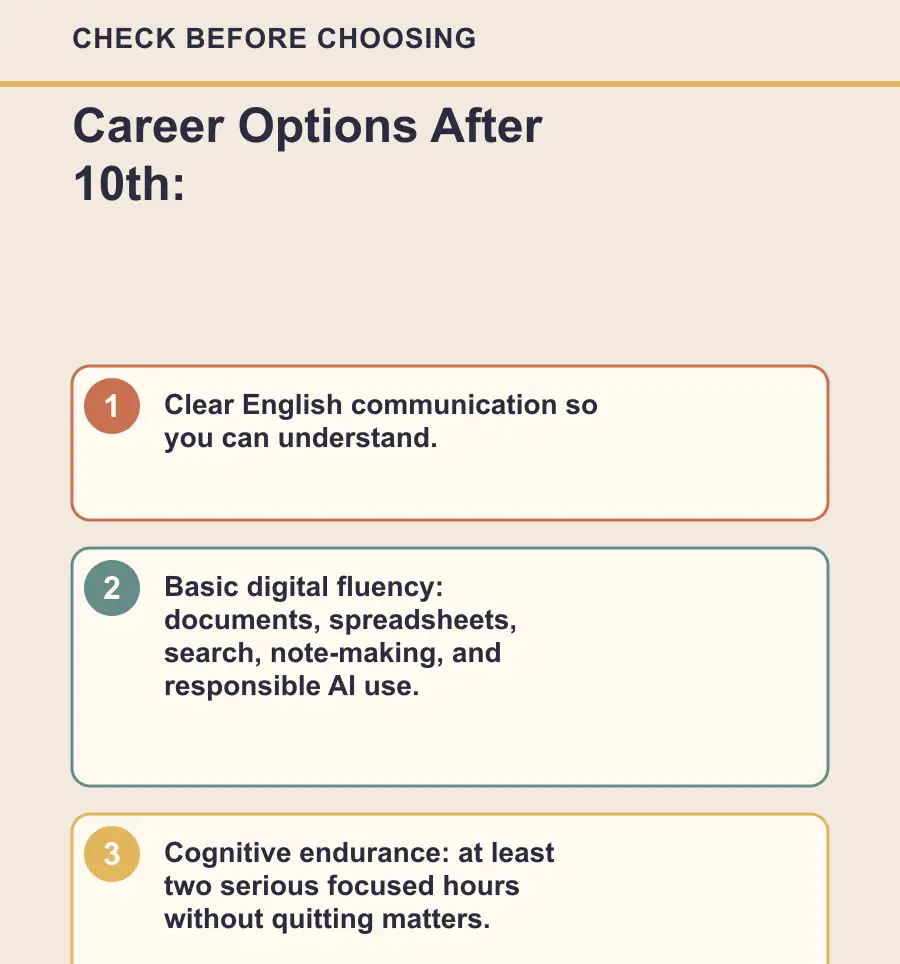 CHECK BEFORE CHOOSING
Career Options After
10th:
1
Clear English communication so
you can understand.
2
Basic digital fluency:
documents, spreadsheets,
search, note-making, and
responsible AI use.
3
Cognitive endurance: at least
two serious focused hours
without quitting matters.